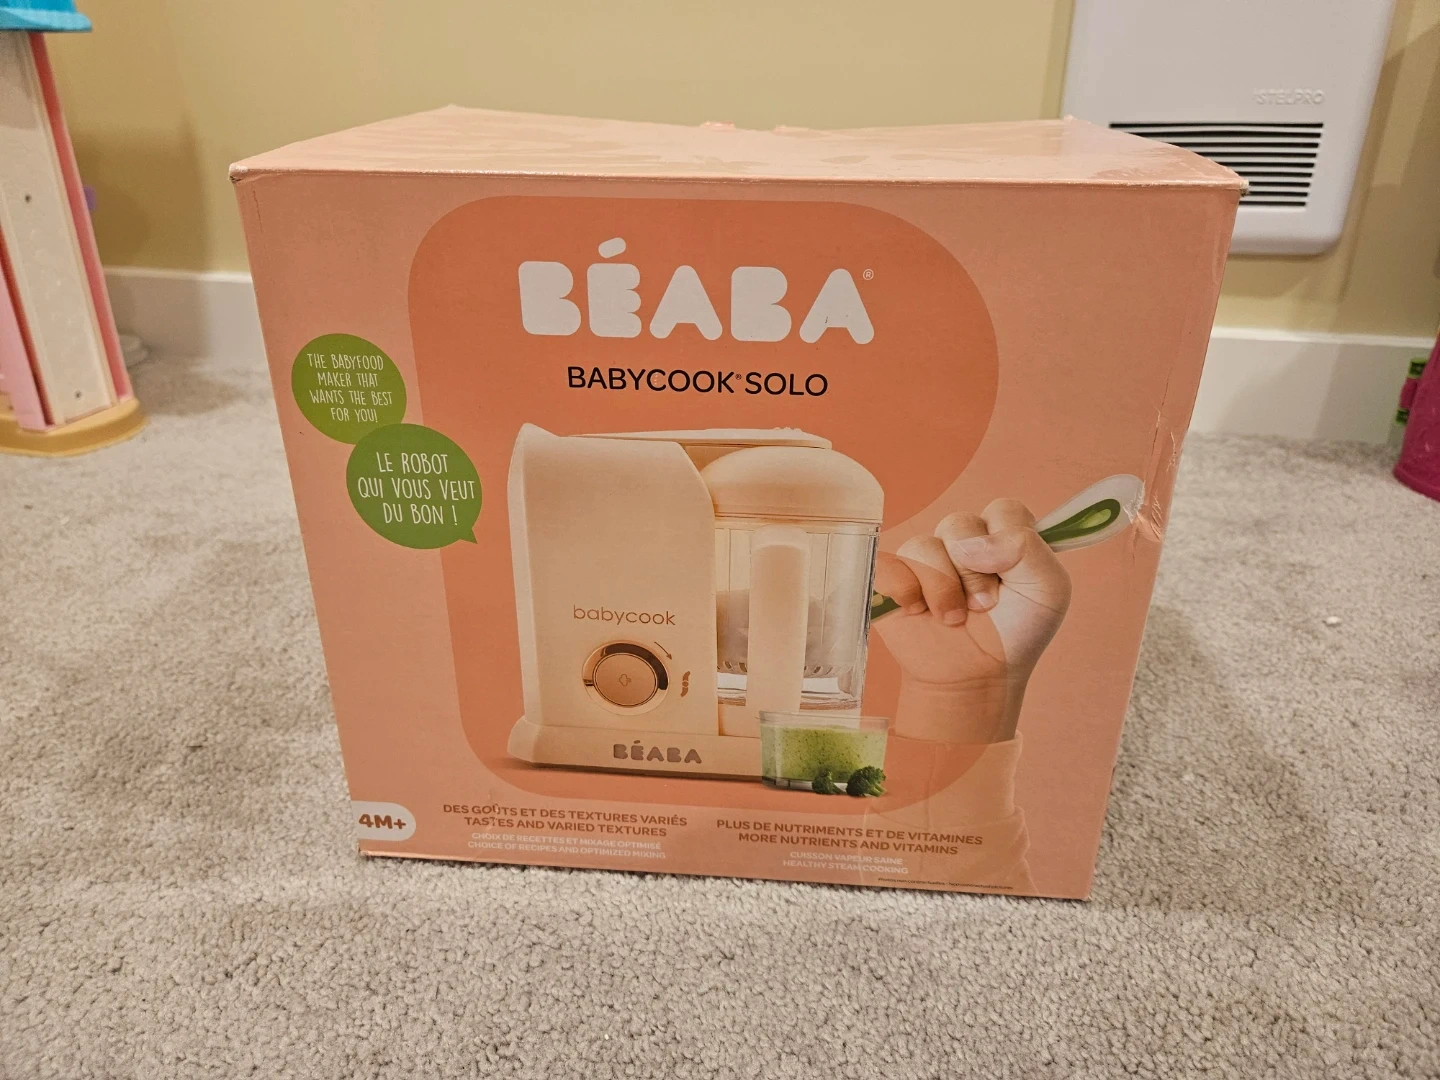 STELPRO
BÉABA®
BABYCOOK® SOLO
THE BABYFOOD
MAKER THAT
WANTS THE BEST
FOR YOU!
LE ROBOT
QUI VOUS VEUT
DU BON !
babycook
BÉABA
4M+
DES GOÛTS ET DES TEXTURES VARIÉS
TASTES AND VARIED TEXTURES
CHOIX DE RECETTES ET MIXAGE OPTIMISÉ
CHOICE OF RECIPES AND OPTIMIZED MIXING
PLUS DE NUTRIMENTS ET DE VITAMINES
MORE NUTRIENTS AND VITAMINS
CUISSON VAPEUR SAINE
HEALTHY STEAM COOKING